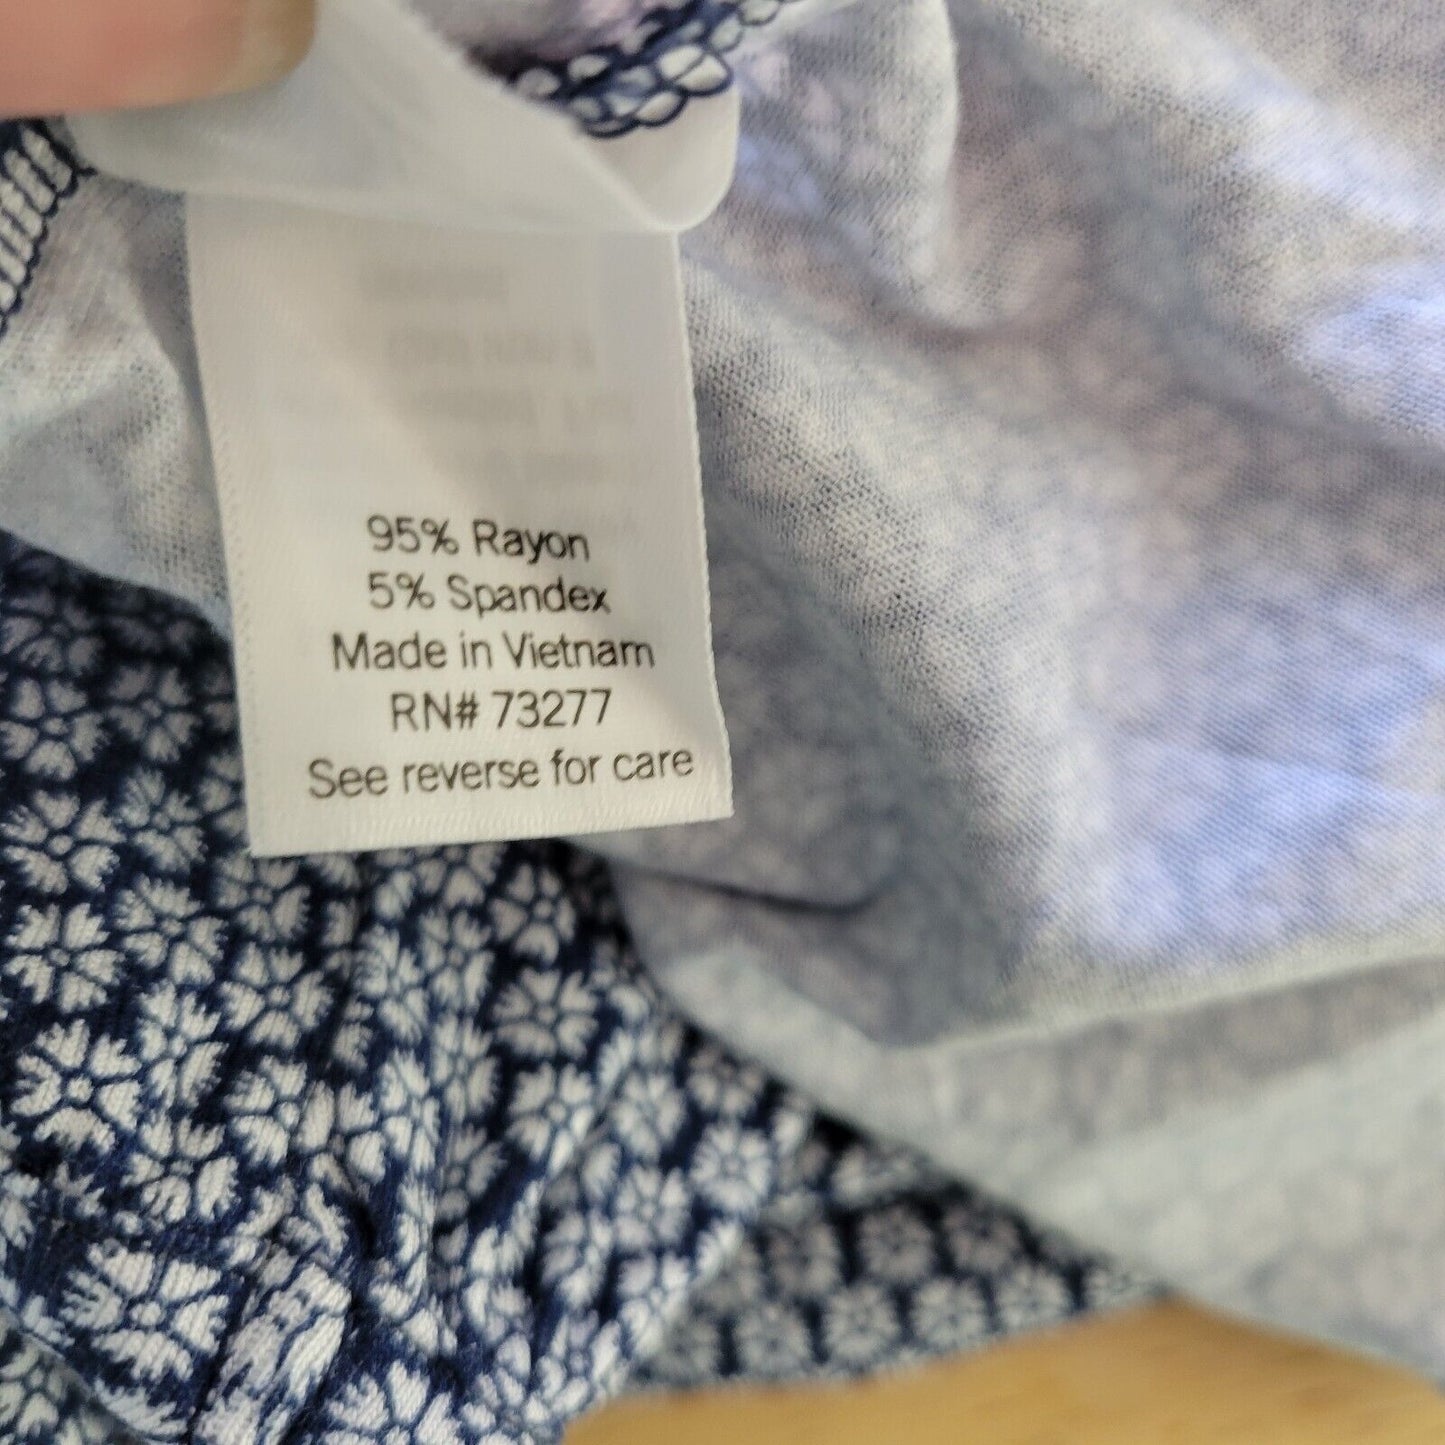 95% Rayon
5% Spandex
Made in Vietnam
RN# 73277
See reverse for care